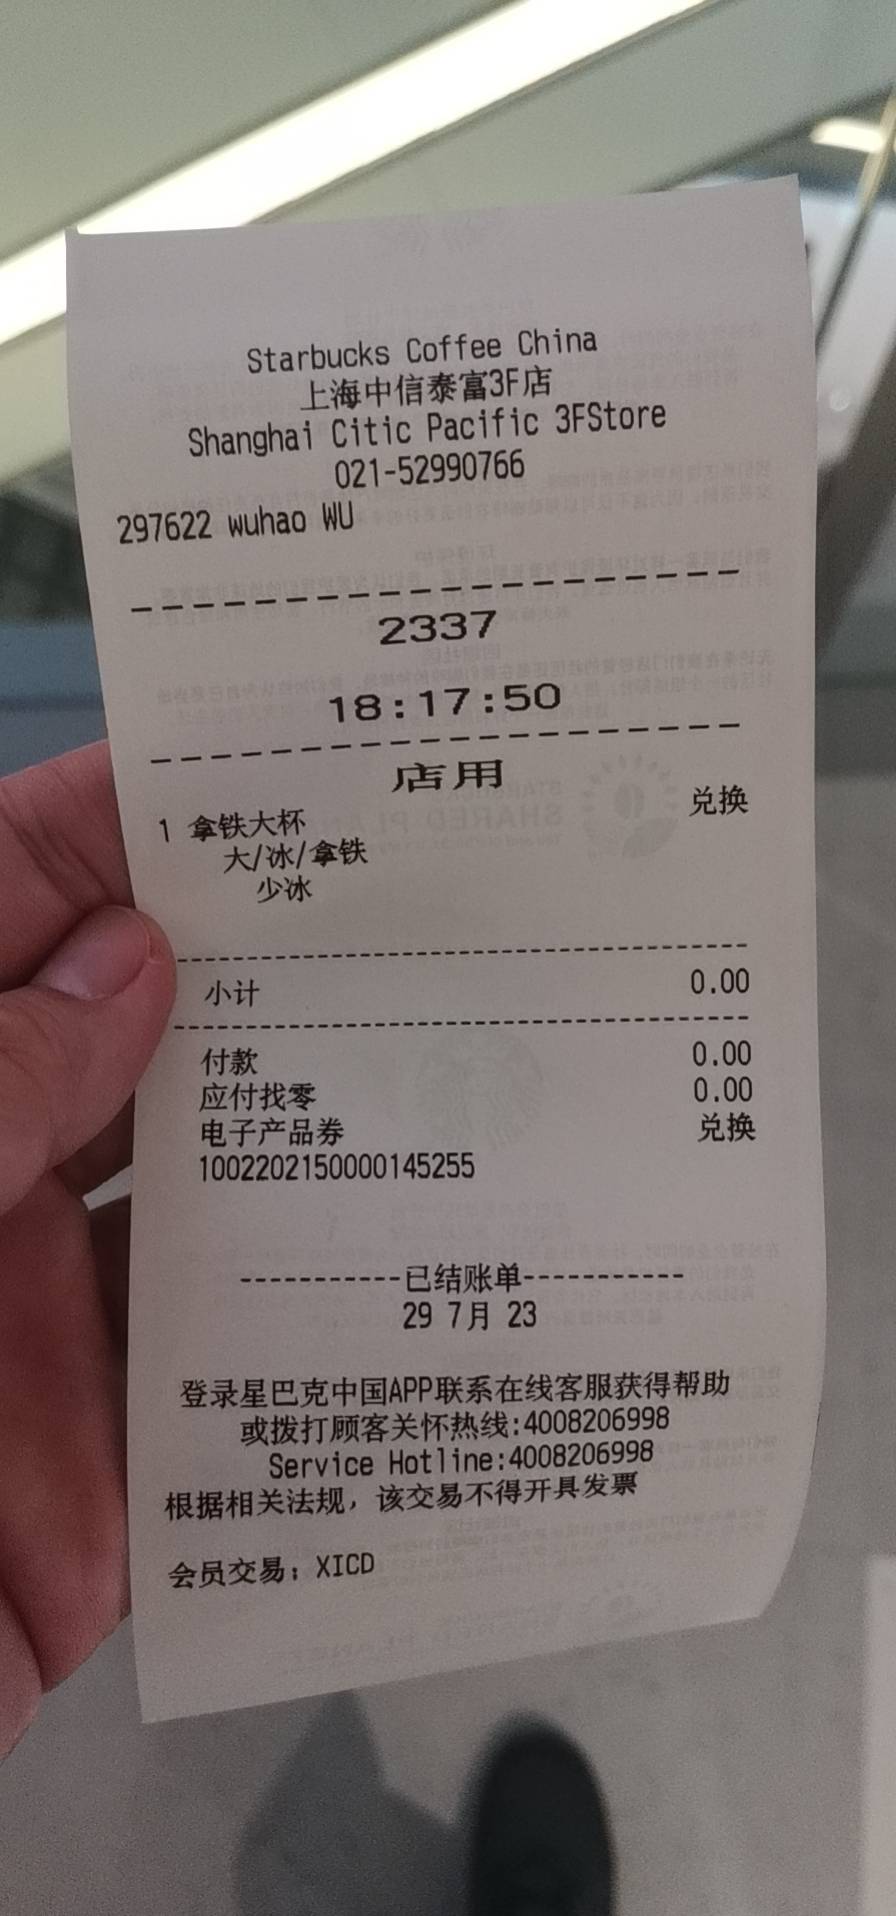 Starbucks Coffee China
上海中信泰富3F店
Shanghai Citic Pacific 3FStore
021-52990766
297622 wuhao WU
2337
18:17:50
店用
1 拿铁大杯 兑换
大/冰/拿铁
少冰
小计 0.00
付款 0.00
应付找零 0.00
电子产品券 兑换
1002202150000145255
-----------已结账单-----------
29 7月 23
登录星巴克中国APP联系在线客服获得帮助
或拨打顾客关怀热线:4008206998
Service Hotline:4008206998
根据相关法规，该交易不得开具发票
会员交易：XICD